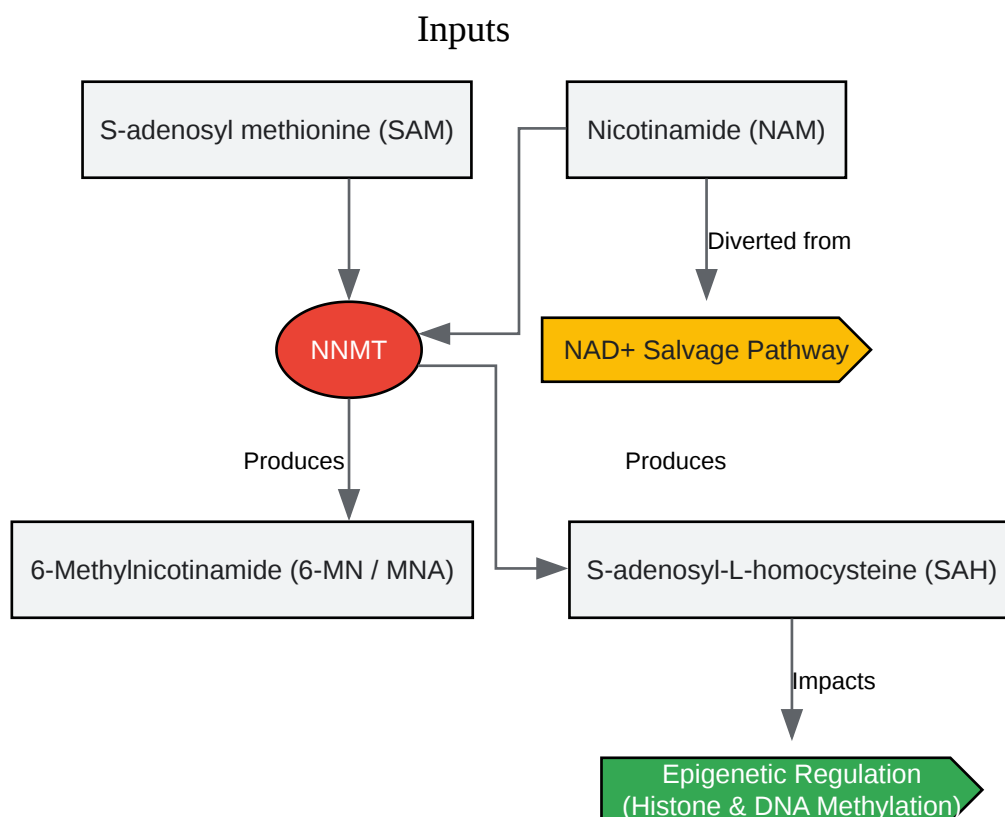 Inputs
S-adenosyl methionine (SAM)
Nicotinamide (NAM)
Diverted from
NNMT
NAD+ Salvage Pathway
Produces
Produces
6-Methylnicotinamide (6-MN / MNA)
S-adenosyl-L-homocysteine (SAH)
Impacts
Epigenetic Regulation
(Histone & DNA Methylation)